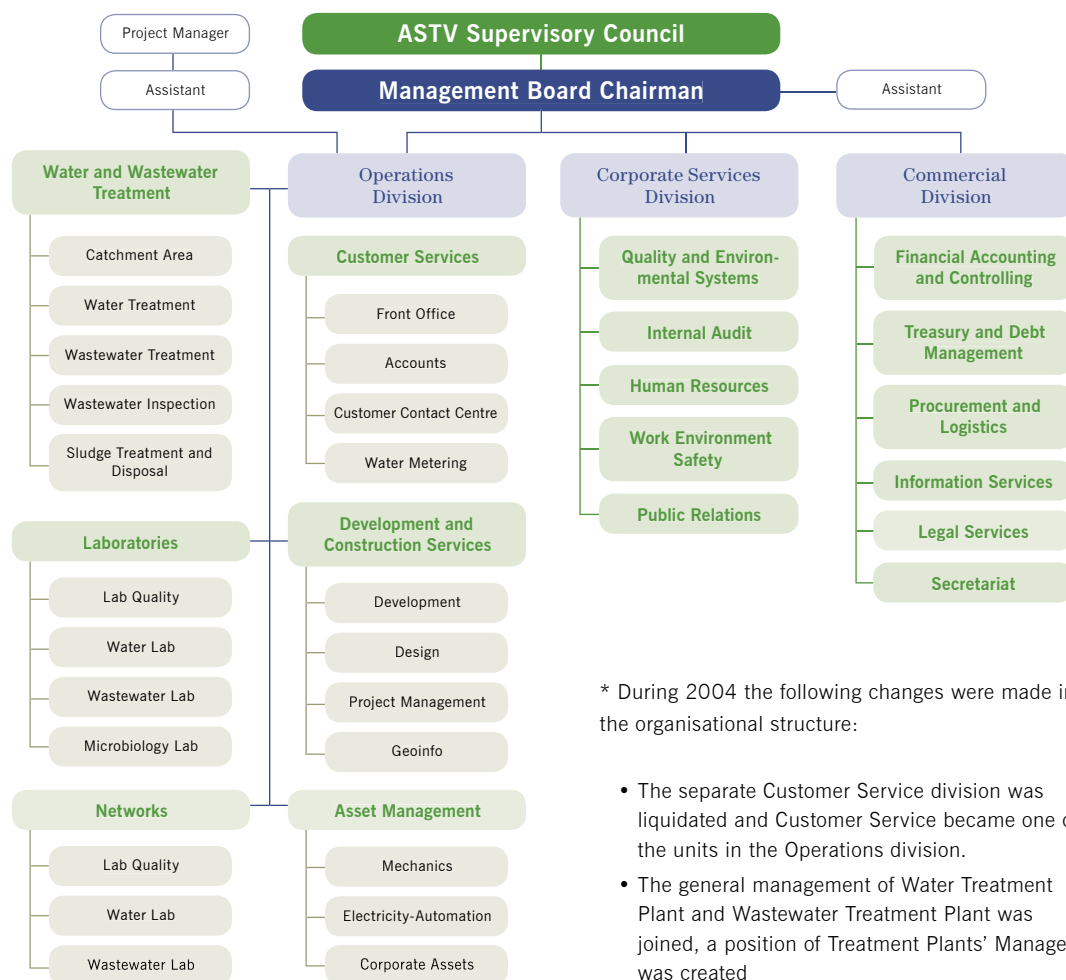 Project Manager
ASTV Supervisory Council
Assistant
Management Board Chairman
Assistant
Water and Wastewater
Treatment
Catchment Area
Water Treatment
Wastewater Treatment
Wastewater Inspection
Sludge Treatment and
Disposal
Laboratories
Lab Quality
Water Lab
Wastewater Lab
Microbiology Lab
Networks
Lab Quality
Water Lab
Wastewater Lab
Operations
Division
Customer Services
Front Office
Accounts
Customer Contact Centre
Water Metering
Development and
Construction Services
Development
Design
Project Management
Geoinfo
Asset Management
Mechanics
Electricity-Automation
Corporate Assets
Corporate Services
Division
Quality and Environ-
mental Systems
Internal Audit
Human Resources
Work Environment
Safety
Public Relations
Commercial
Division
Financial Accounting
and Controlling
Treasury and Debt
Management
Procurement and
Logistics
Information Services
Legal Services
Secretariat
* During 2004 the following changes were made
the organisational structure:
• The separate Customer Service division was
liquidated and Customer Service became one
the units in the Operations division.
• The general management of Water Treatment
Plant and Wastewater Treatment Plant was
joined, a position of Treatment Plants' Manage
was created